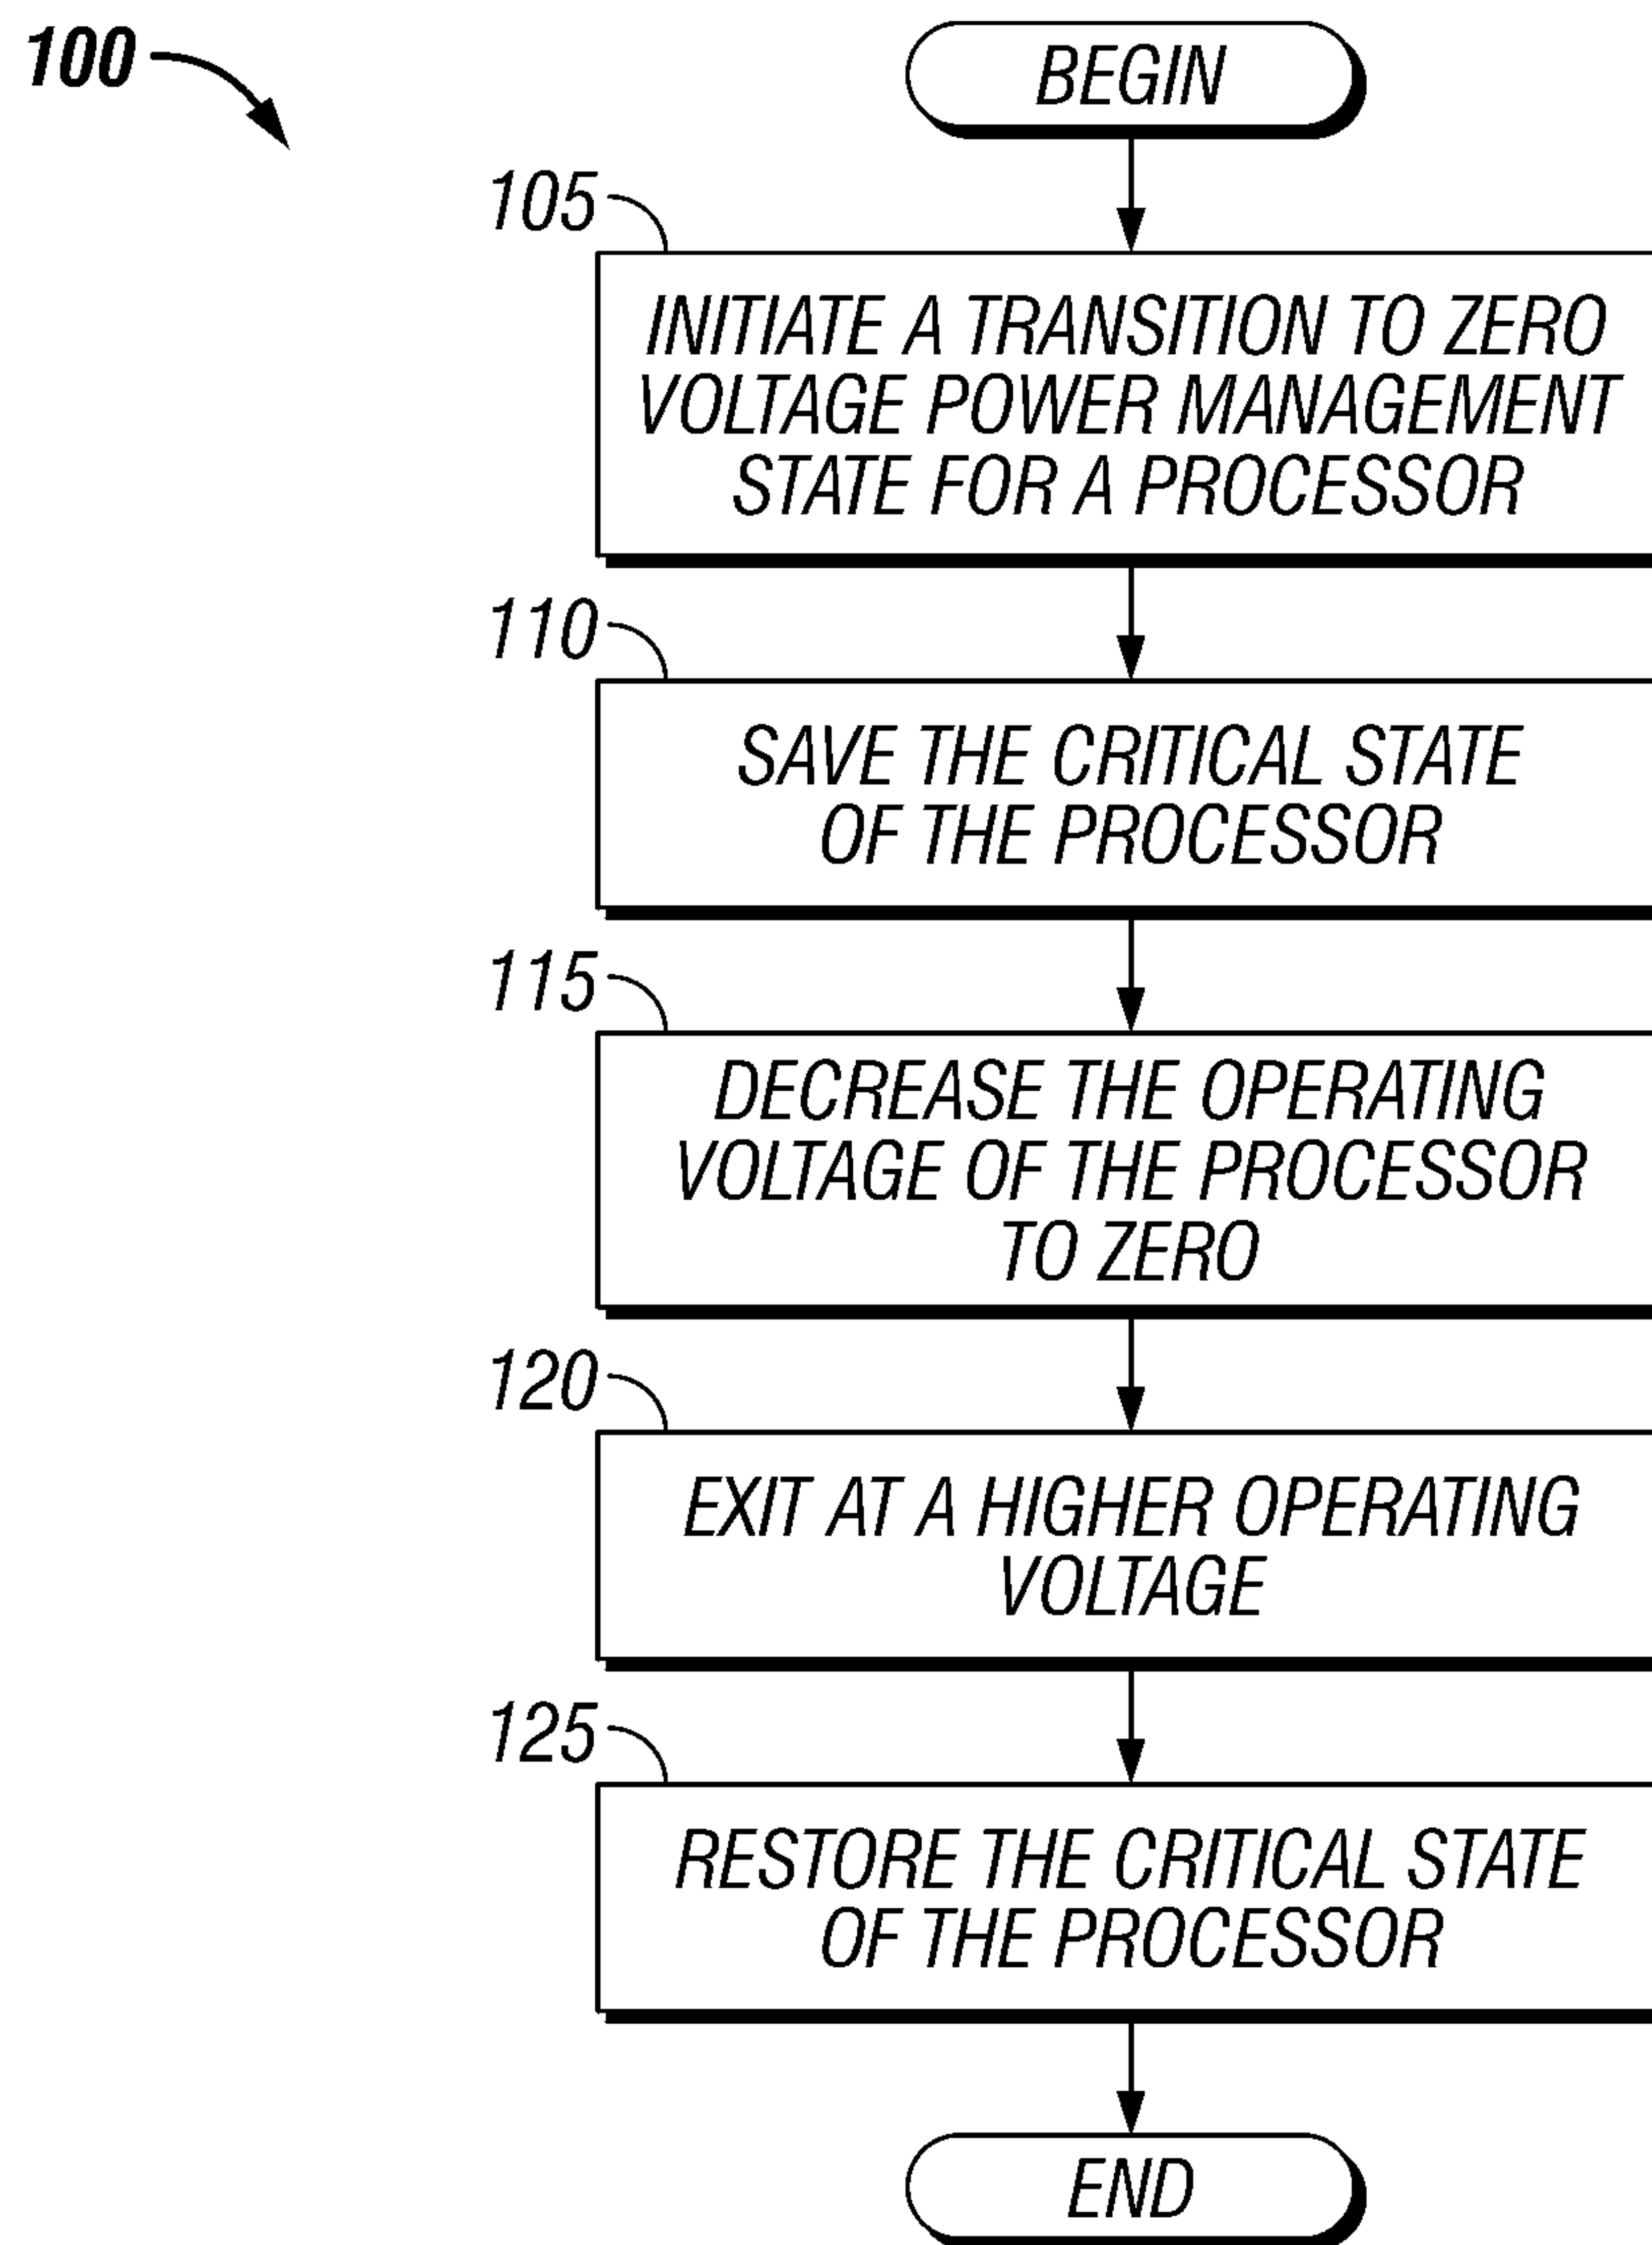 100
BEGIN
105
INITIATE A TRANSITION TO ZERO
VOLTAGE POWER MANAGEMENT
STATE FOR A PROCESSOR
110
SAVE THE CRITICAL STATE
OF THE PROCESSOR
115
DECREASE THE OPERATING
VOLTAGE OF THE PROCESSOR
TO ZERO
120
EXIT AT A HIGHER OPERATING
VOLTAGE
125
RESTORE THE CRITICAL STATE
OF THE PROCESSOR
END